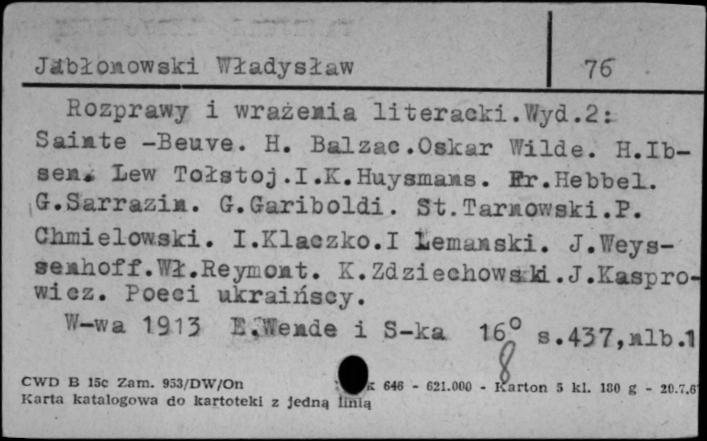 Jabłonowski Władysław 76
Rozprawy i wrażenia literacki.Wyd.2:
Sainte -Beuve. H. Balzac.Oskar Wilde. H.Ib-
sen. Lew Tołstoj.I.K.Huysmans. Fr.Hebbel.
G.Sarrazin. G.Gariboldi. St.Tarnowski.P.
Chmielowski. I.Klaczko.I Lemanski. J.Weys-
senhoff.Wł.Reymont. K.Zdziechowski.J.Kaspro-
wicz. Poeci ukraińscy.
W-wa 1913 E.Wende i S-ka 16° s.437,nlb.1
8
CWD B 15c Zam. 953/DW/On k 646 - 621.000 - Karton 5 kl. 180 g - 20.7.6
Karta katalogowa do kartoteki z jedną linią